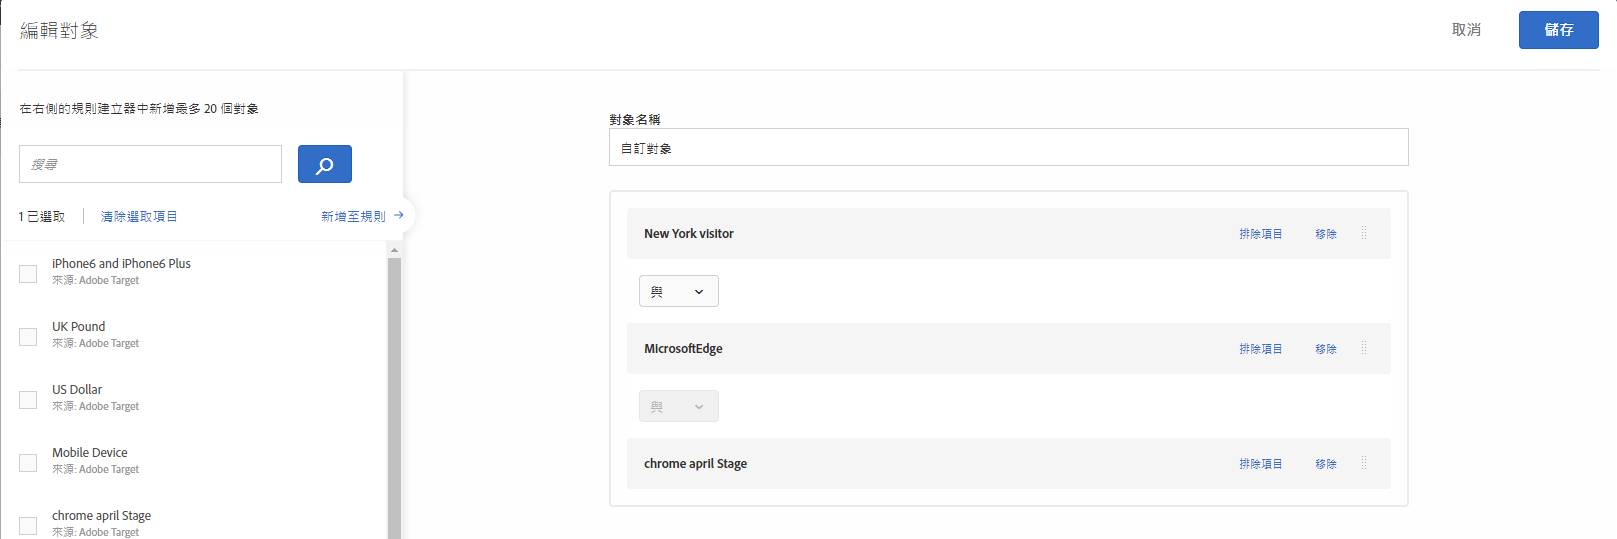 編輯對象
取消
儲存
在右側的規則建立器中新增最多 20 個對象
搜尋
1 已選取
清除選取項目
新增至規則
iPhone6 and iPhone6 Plus
來源: Adobe Target
UK Pound
來源: Adobe Target
US Dollar
來源: Adobe Target
Mobile Device
來源: Adobe Target
chrome april Stage
來源: Adobe Target
對象名稱
自訂對象
New York visitor
排除項目
移除
與
MicrosoftEdge
排除項目
移除
與
chrome april Stage
排除項目
移除